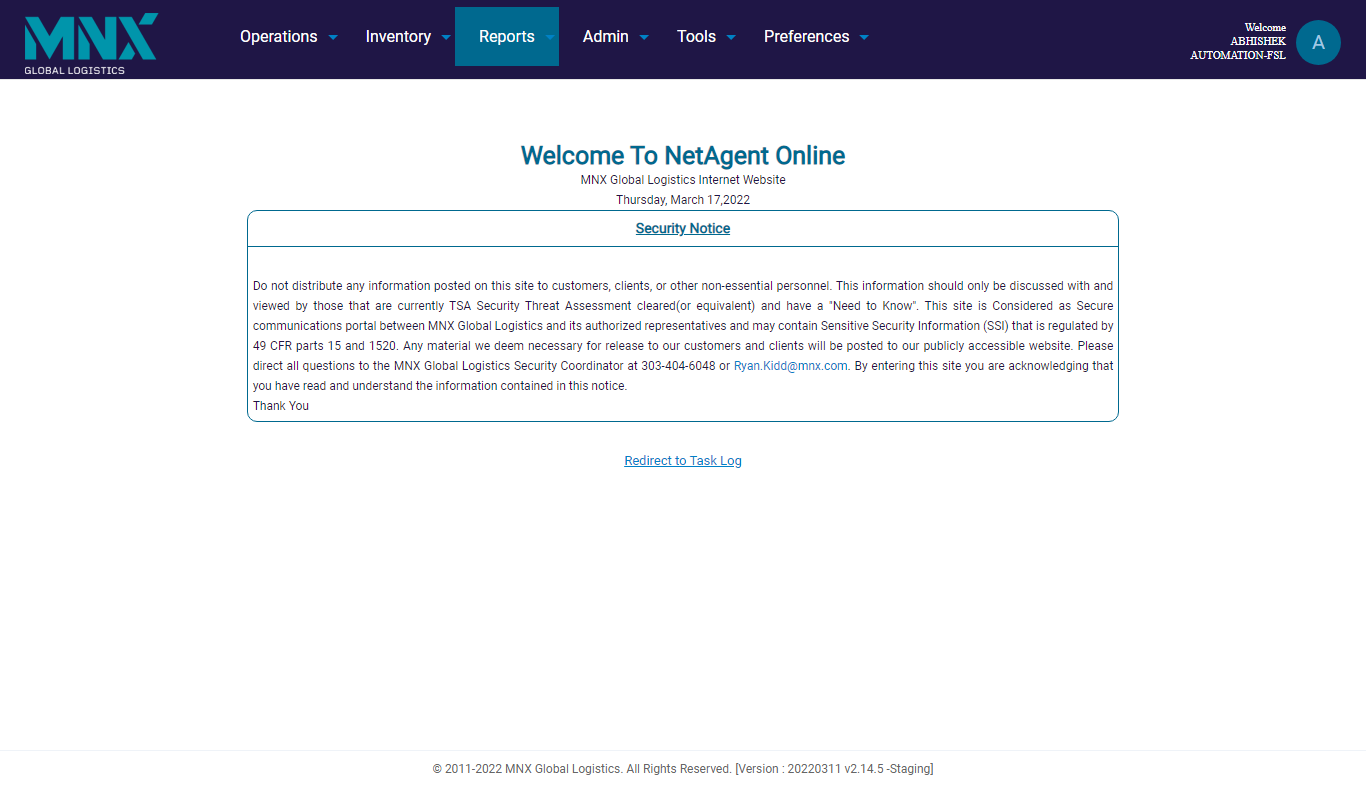 MNX
GLOBAL LOGISTICS
Operations
Inventory
Reports
Admin
Tools
Preferences
Welcome
ABHISHEK
AUTOMATION-FSL
A
Welcome To NetAgent Online
MNX Global Logistics Internet Website
Thursday, March 17,2022
Security Notice
Do not distribute any information posted on this site to customers, clients, or other non-essential personnel. This information should only be discussed with and
viewed by those that are currently TSA Security Threat Assessment cleared(or equivalent) and have a "Need to Know". This site is Considered as Secure
communications portal between MNX Global Logistics and its authorized representatives and may contain Sensitive Security Information (SSI) that is regulated by
49 CFR parts 15 and 1520. Any material we deem necessary for release to our customers and clients will be posted to our publicly accessible website. Please
direct all questions to the MNX Global Logistics Security Coordinator at 303-404-6048 or Ryan.Kidd@mnx.com. By entering this site you are acknowledging that
you have read and understand the information contained in this notice.
Thank You
Redirect to Task Log
© 2011-2022 MNX Global Logistics. All Rights Reserved. [Version : 20220311 v2.14.5 -Staging]